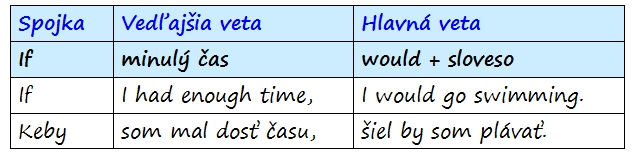 Spojka Vedľajšia veta Hlavná veta
If minulý čas would + sloveso
If I had enough time, I would go swimming.
Keby som mal dosť času, šiel by som plávať.